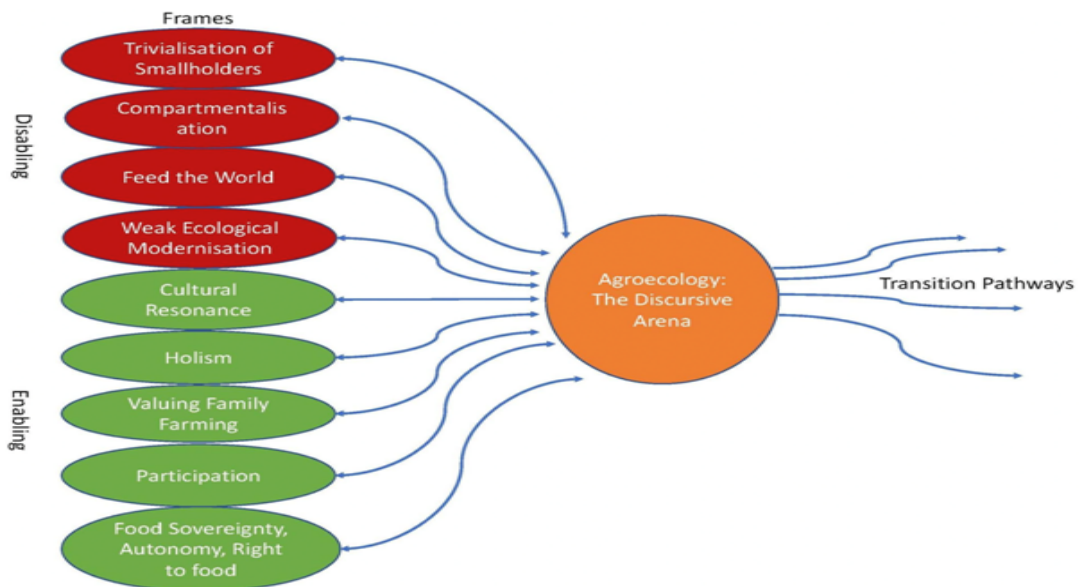 Frames
Trivialisation of
Smallholders
Compartmentalis
ation
Feed the World
Weak Ecological
Modernisation
Cultural
Resonance
Holism
Valuing Family
Farming
Participation
Food Sovereignty,
Autonomy, Right
to food
Disabling
Enabling
Agroecology:
The Discursive
Arena
Transition Pathways